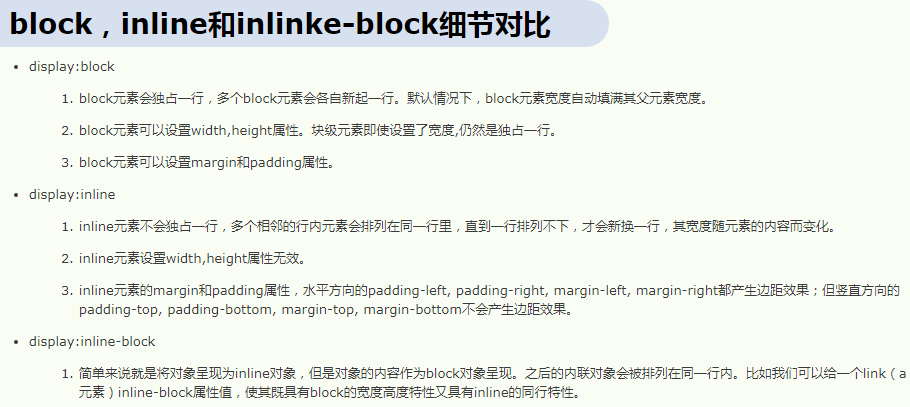 block，inline和inlinke-block细节对比
display:block
1. block元素会独占一行，多个block元素会各自新起一行。默认情况下，block元素宽度自动填满其父元素宽度。
2. block元素可以设置width,height属性。块级元素即使设置了宽度,仍然是独占一行。
3. block元素可以设置margin和padding属性。
display:inline
1. inline元素不会独占一行，多个相邻的行内元素会排列在同一行里，直到一行排列不下，才会新换一行，其宽度随元素的内容而变化。
2. inline元素设置width,height属性无效。
3. inline元素的margin和padding属性，水平方向的padding-left, padding-right, margin-left, margin-right都产生边距效果；但竖直方向的
padding-top, padding-bottom, margin-top, margin-bottom不会产生边距效果。
display:inline-block
1. 简单来说就是将对象呈现为inline对象，但是对象的内容作为block对象呈现。之后的内联对象会被排列在同一行内。比如我们可以给一个link（a
元素）inline-block属性值，使其既具有block的宽度高度特性又具有inline的同行特性。